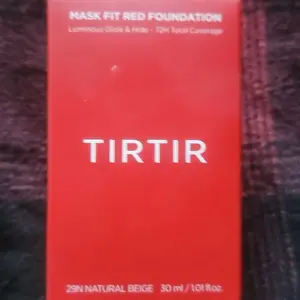 MASK FIT RED FOUNDATION
Luminous Glide & Hide - 72H Total Coverage
TIRTIR
29N NATURAL BEIGE 30 ml / 1.01 fl.oz.